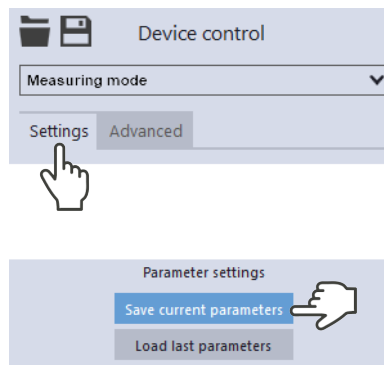 Device control
Measuring mode
Settings Advanced
Parameter settings
Save current parameters
Load last parameters